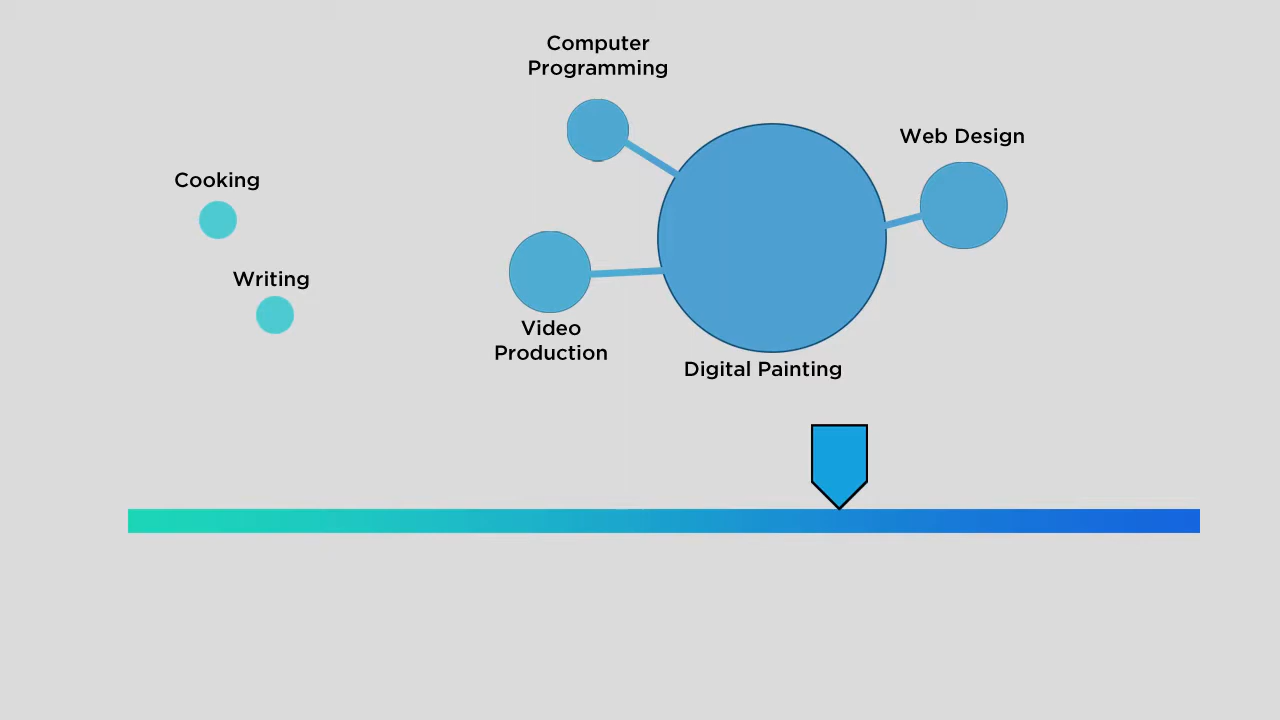 Computer
Programming
Web Design
Cooking
Writing
Video
Production
Digital Painting